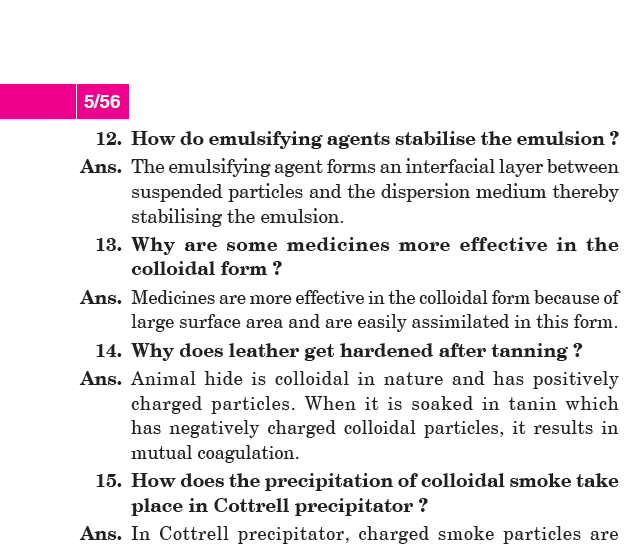 5/56
12. How do emulsifying agents stabilise the emulsion ?
Ans. The emulsifying agent forms an interfacial layer between
suspended particles and the dispersion medium thereby
stabilising the emulsion.
13. Why are some medicines more effective in the
colloidal form ?
Ans. Medicines are more effective in the colloidal form because of
large surface area and are easily assimilated in this form.
14. Why does leather get hardened after tanning ?
Ans. Animal hide is colloidal in nature and has positively
charged particles. When it is soaked in tanin which
has negatively charged colloidal particles, it results in
mutual coagulation.
15. How does the precipitation of colloidal smoke take
place in Cottrell precipitator ?
Ans. In Cottrell precipitator, charged smoke particles are